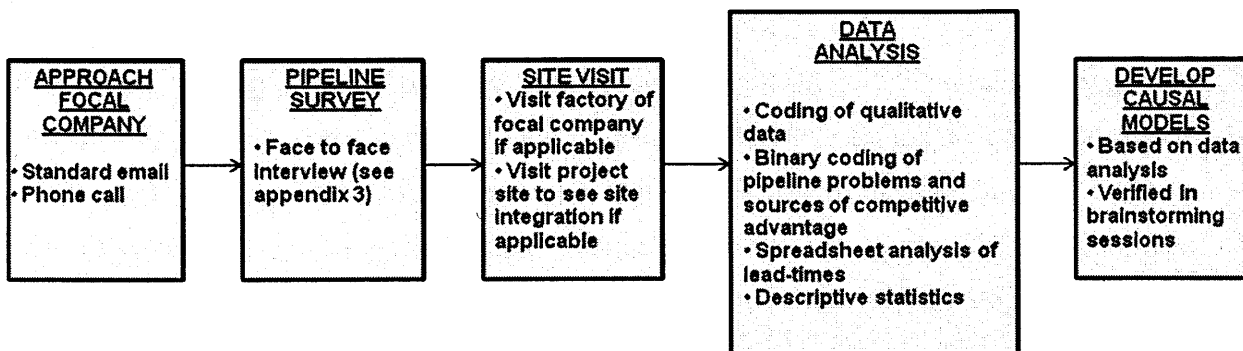 APPROACH
FOCAL
COMPANY
• Standard email
• Phone call
PIPELINE
SURVEY
• Face to face
interview (see
appendix 3)
SITE VISIT
• Visit factory of
focal company
if applicable
• Visit project
site to see site
integration if
applicable
DATA
ANALYSIS
• Coding of qualitative
data
• Binary coding of
pipeline problems and
sources of competitive
advantage
• Spreadsheet analysis of
lead-times
• Descriptive statistics
DEVELOP
CAUSAL
MODELS
• Based on data
analysis
• Verified in
brainstorming
sessions